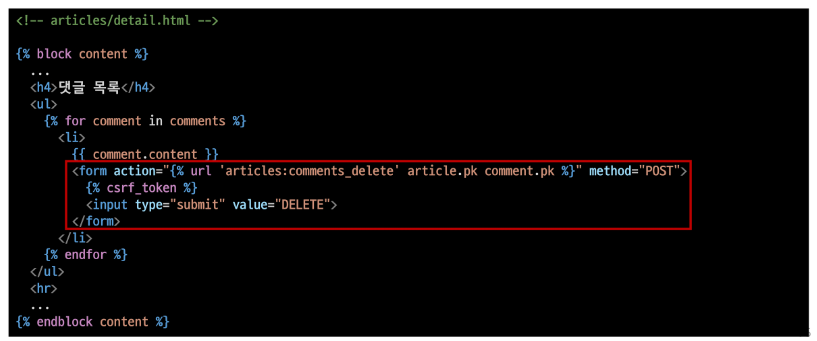 <!-- articles/detail.html -->
{% block content %}
...
<h4>댓글 목록</h4>
<ul>
{% for comment in comments %}
<li>
{{ comment.content }}
<form action="{% url 'articles:comments_delete' article.pk comment.pk %}" method="POST">
{% csrf_token %}
<input type="submit" value="DELETE">
</form>
</li>
{% endfor %}
</ul>
<hr>
...
{% endblock content %}